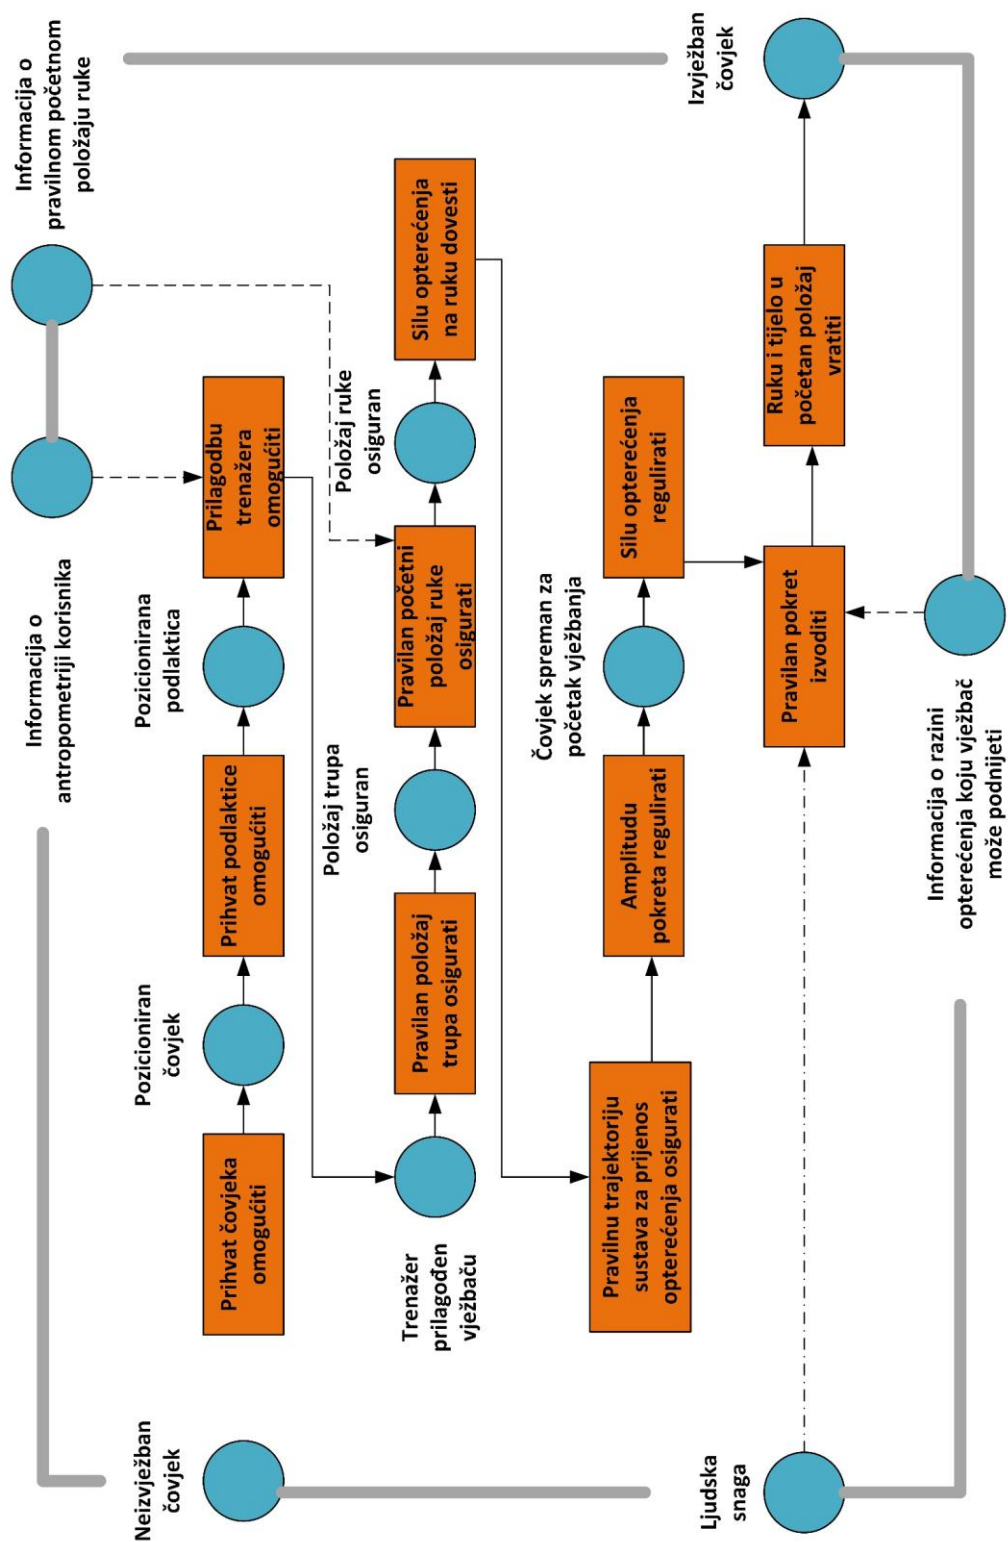 Informacija o
antropometriji korisnika
Informacija o
pravilnom početnom
položaju ruke
Neizvježban
čovjek
Prihvat čovjeka
omogućiti
Pozicioniran
čovjek
Prihvat podlaktice
omogućiti
Pozicionirana
podlaktica
Prilagodbu
trenažera
omogućiti
Trenažer
prilagođen
vježbaču
Pravilan položaj
trupa osigurati
Položaj trupa
osiguran
Pravilan početni
položaj ruke
osigurati
Položaj ruke
osiguran
Silu opterećenja
na ruku dovesti
Pravilnu trajektoriju
sustava za prijenos
opterećenja osigurati
Amplitudu
pokreta regulirati
Čovjek spreman za
početak vježbanja
Silu opterećenja
regulirati
Ljudska
snaga
Pravilan pokret
izvoditi
Ruku i tijelo u
početan položaj
vratiti
Izvježban
čovjek
Informacija o razini
opterećenja koju vježbač
može podnijeti